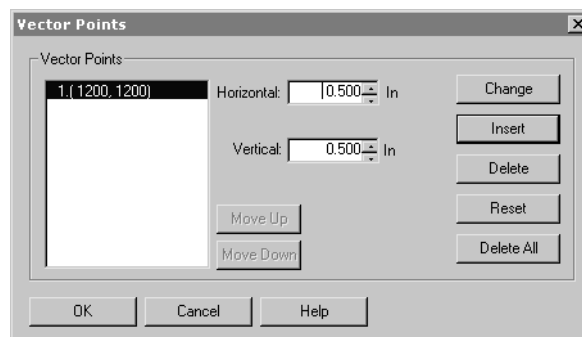 Vector Points
Vector Points
1.( 1200, 1200)
Horizontal: 0.500 In
Vertical: 0.500 In
Move Up
Move Down
Change
Insert
Delete
Reset
Delete All
OK
Cancel
Help